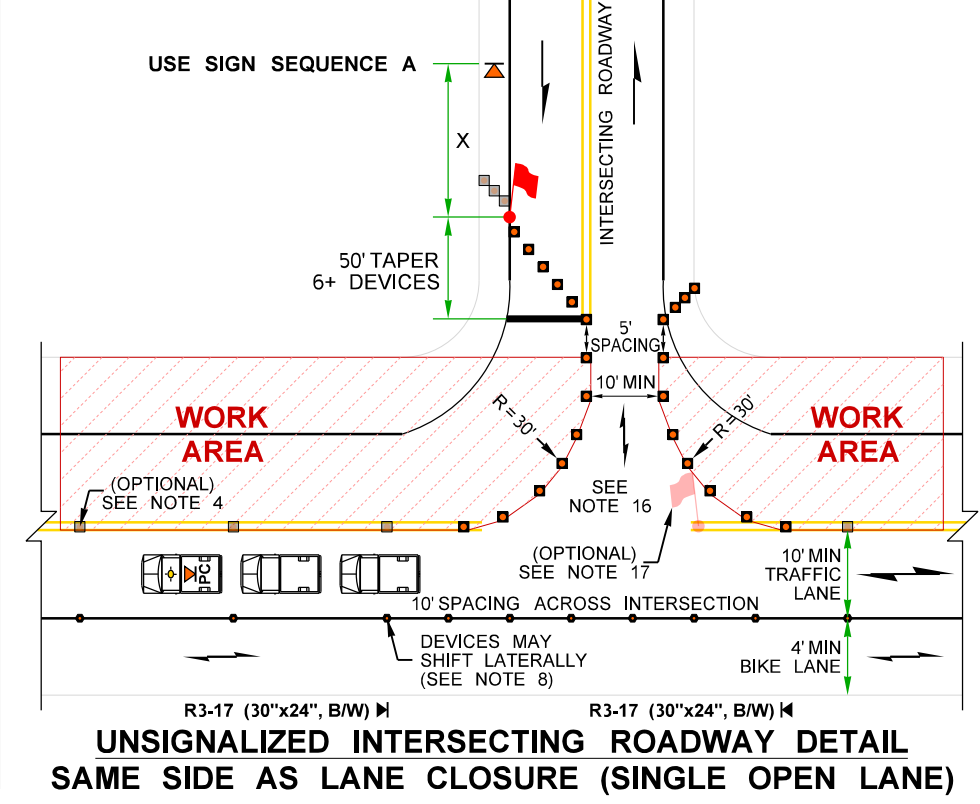 USE SIGN SEQUENCE A
X
INTERSECTING ROADWAY
50' TAPER
6+ DEVICES
5'
SPACING
10' MIN
R=30'
R=30'
WORK
AREA
WORK
AREA
(OPTIONAL)
SEE NOTE 4
SEE
NOTE 16
(OPTIONAL)
SEE NOTE 17
10' MIN
TRAFFIC
LANE
PC
10' SPACING ACROSS INTERSECTION
DEVICES MAY
SHIFT LATERALLY
(SEE NOTE 8)
4' MIN
BIKE LANE
R3-17 (30"x24", B/W)
R3-17 (30"x24", B/W)
UNSIGNALIZED INTERSECTING ROADWAY DETAIL
SAME SIDE AS LANE CLOSURE (SINGLE OPEN LANE)